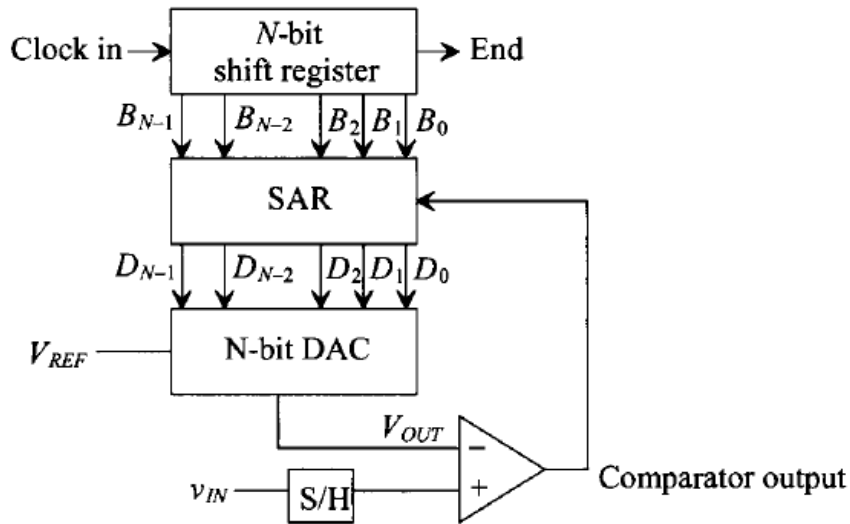 Clock in
N-bit
shift register
End
B_{N-1} B_{N-2} B_2 B_1 B_0
SAR
D_{N-1} D_{N-2} D_2 D_1 D_0
V_{REF}
N-bit DAC
V_{OUT}
−
v_{IN}
S/H
+
Comparator output